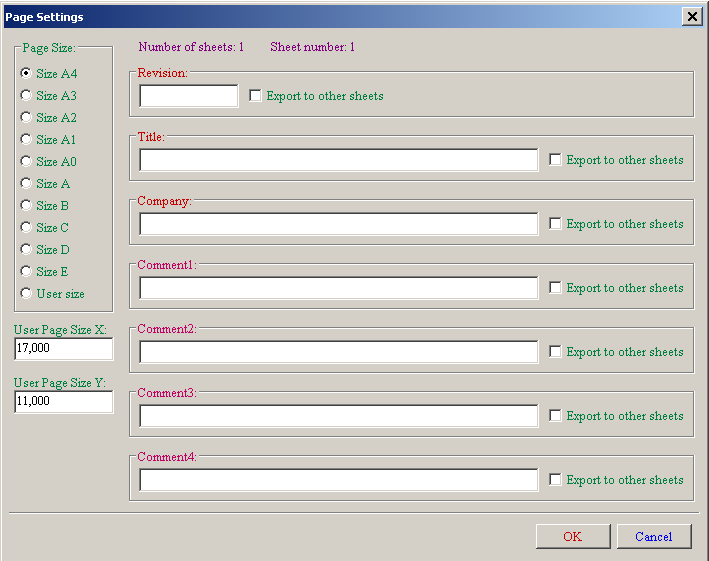 Page Settings
Page Size:
Size A4
Size A3
Size A2
Size A1
Size A0
Size A
Size B
Size C
Size D
Size E
User size
User Page Size X:
17,000
User Page Size Y:
11,000
Number of sheets: 1 Sheet number: 1
Revision:
Export to other sheets
Title:
Export to other sheets
Company:
Export to other sheets
Comment1:
Export to other sheets
Comment2:
Export to other sheets
Comment3:
Export to other sheets
Comment4:
Export to other sheets
OK Cancel